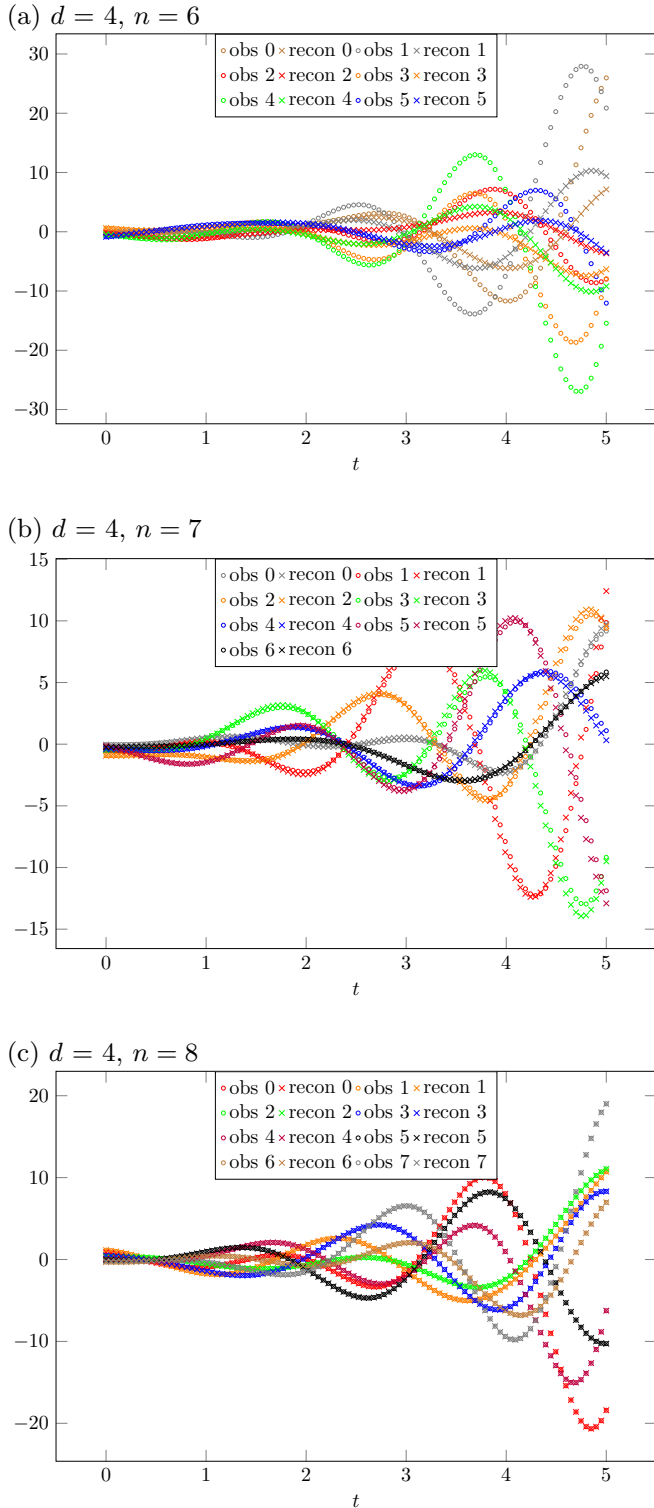 (a) d = 4, n = 6
obs 0 recon 0 obs 1 recon 1
obs 2 recon 2 obs 3 recon 3
obs 4 recon 4 obs 5 recon 5
30
20
10
0
−10
−20
−30
0 1 2 3 4 5
t
(b) d = 4, n = 7
obs 0 recon 0 obs 1 recon 1
obs 2 recon 2 obs 3 recon 3
obs 4 recon 4 obs 5 recon 5
obs 6 recon 6
15
10
5
0
−5
−10
−15
0 1 2 3 4 5
t
(c) d = 4, n = 8
obs 0 recon 0 obs 1 recon 1
obs 2 recon 2 obs 3 recon 3
obs 4 recon 4 obs 5 recon 5
obs 6 recon 6 obs 7 recon 7
20
10
0
−10
−20
0 1 2 3 4 5
t